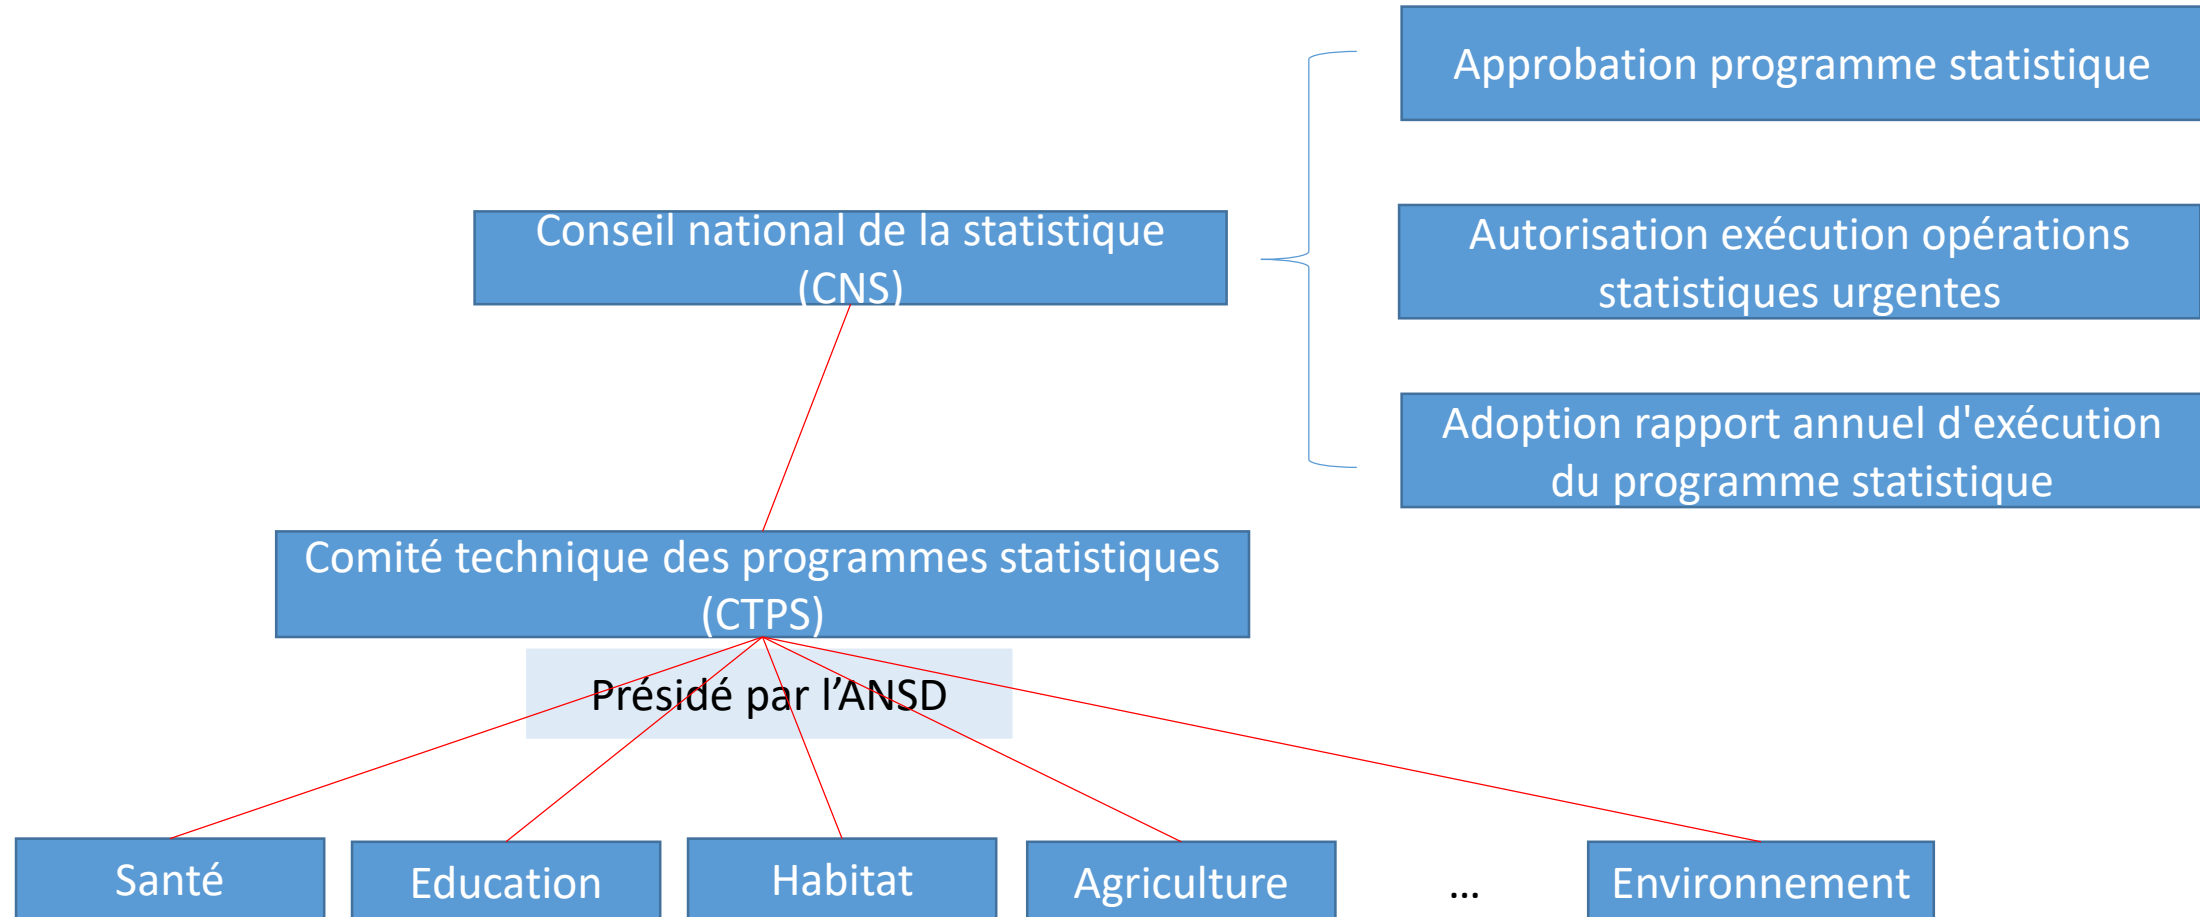 Approbation programme statistique
Conseil national de la statistique
(CNS)
Autorisation exécution opérations
statistiques urgentes
Adoption rapport annuel d'exécution
du programme statistique
Comité technique des programmes statistiques
(CTPS)
Présidé par l’ANSD
Santé
Education
Habitat
Agriculture
...
Environnement